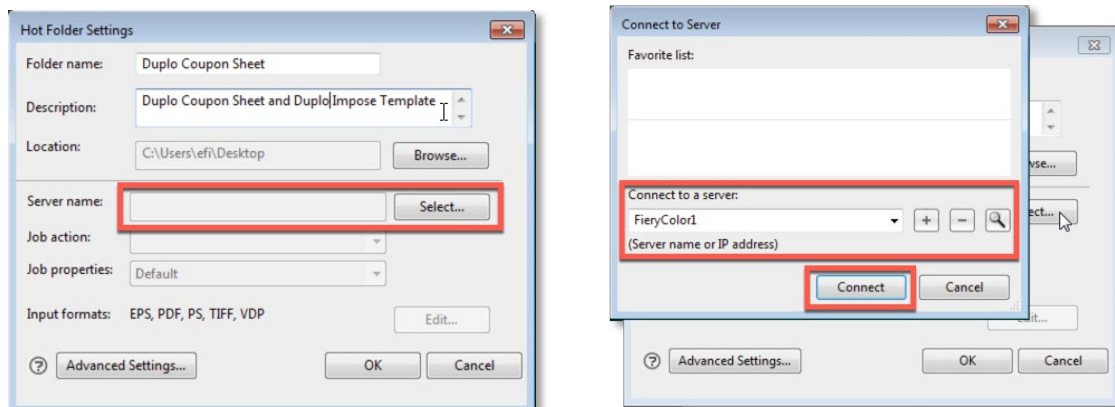 Hot Folder Settings
Folder name: Duplo Coupon Sheet
Description: Duplo Coupon Sheet and Duplo Impose Template
Location: C:\Users\efi\Desktop Browse...
Server name: Select...
Job action:
Job properties: Default
Input formats: EPS, PDF, PS, TIFF, VDP Edit...
? Advanced Settings... OK Cancel
Connect to Server
Favorite list:
Connect to a server:
FieryColor1
(Server name or IP address)
Connect Cancel
? Advanced Settings... OK Cancel